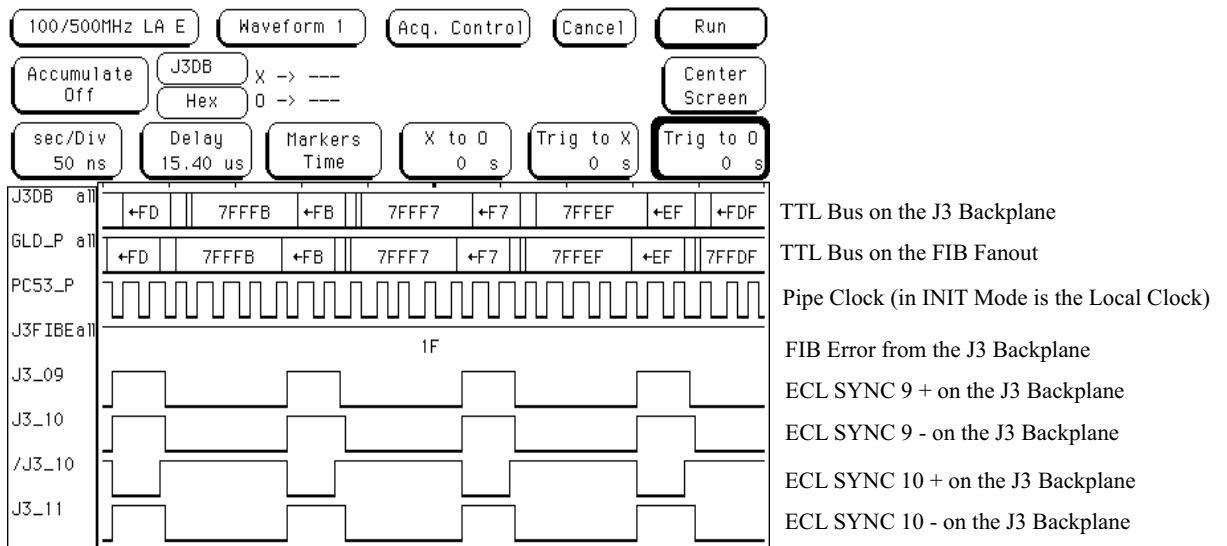 100/500MHz LA E Waveform 1 Acq. Control Cancel Run
Accumulate Off J3DB Hex X -> --- O -> --- Center Screen
sec/Div 50 ns Delay 15.40 us Markers Time X to O 0 s Trig to X 0 s Trig to O 0 s
J3DB all ←FD 7FFFB ←FB 7FFF7 ←F7 7FFEF ←EF ←FDF TTL Bus on the J3 Backplane
GLD_P all ←FD 7FFFB ←FB 7FFF7 ←F7 7FFEF ←EF 7FFDF TTL Bus on the FIB Fanout
PC53_P Pipe Clock (in INIT Mode is the Local Clock)
J3FIBEall 1F FIB Error from the J3 Backplane
J3_09 ECL SYNC 9 + on the J3 Backplane
J3_10 ECL SYNC 9 - on the J3 Backplane
/J3_10 ECL SYNC 10 + on the J3 Backplane
J3_11 ECL SYNC 10 - on the J3 Backplane